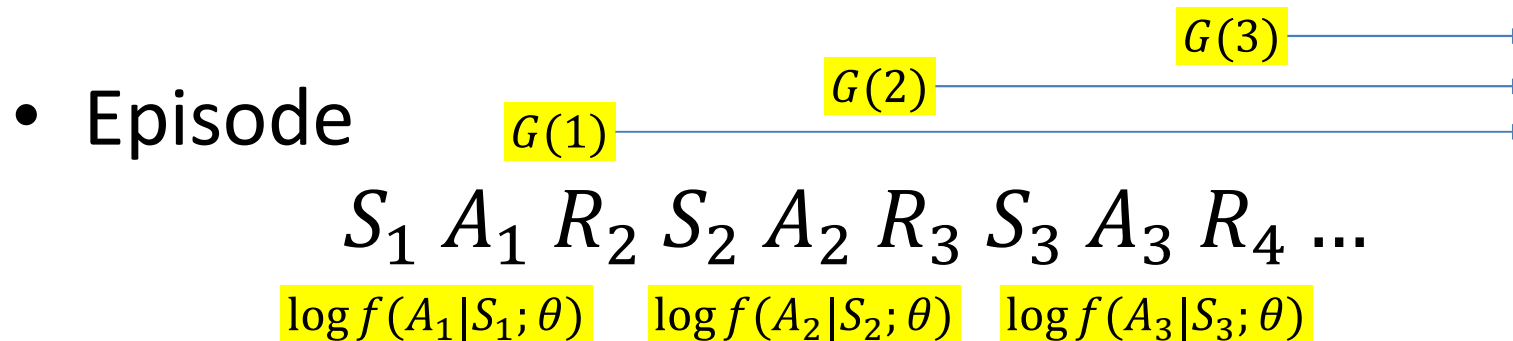 G(3)
G(2)
• Episode
G(1)
S₁ A₁ R₂ S₂ A₂ R₃ S₃ A₃ R₄ …
log f(A₁|S₁; θ) log f(A₂|S₂; θ) log f(A₃|S₃; θ)